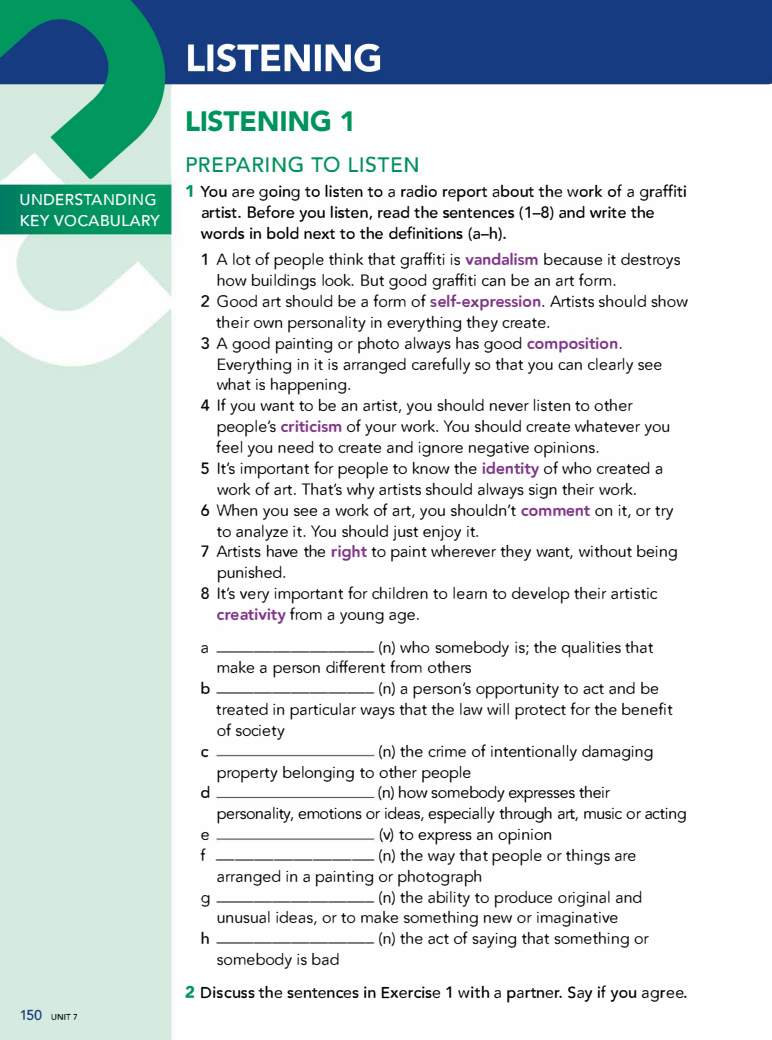 LISTENING
LISTENING 1
PREPARING TO LISTEN
UNDERSTANDING
KEY VOCABULARY
1 You are going to listen to a radio report about the work of a graffiti
artist. Before you listen, read the sentences (1–8) and write the
words in bold next to the definitions (a–h).
1 A lot of people think that graffiti is vandalism because it destroys
how buildings look. But good graffiti can be an art form.
2 Good art should be a form of self-expression. Artists should show
their own personality in everything they create.
3 A good painting or photo always has good composition.
Everything in it is arranged carefully so that you can clearly see
what is happening.
4 If you want to be an artist, you should never listen to other
people's criticism of your work. You should create whatever you
feel you need to create and ignore negative opinions.
5 It's important for people to know the identity of who created a
work of art. That's why artists should always sign their work.
6 When you see a work of art, you shouldn't comment on it, or try
to analyze it. You should just enjoy it.
7 Artists have the right to paint wherever they want, without being
punished.
8 It's very important for children to learn to develop their artistic
creativity from a young age.
a ____________________ (n) who somebody is; the qualities that
make a person different from others
b ____________________ (n) a person's opportunity to act and be
treated in particular ways that the law will protect for the benefit
of society
c ____________________ (n) the crime of intentionally damaging
property belonging to other people
d ____________________ (n) how somebody expresses their
personality, emotions or ideas, especially through art, music or acting
e ____________________ (v) to express an opinion
f ____________________ (n) the way that people or things are
arranged in a painting or photograph
g ____________________ (n) the ability to produce original and
unusual ideas, or to make something new or imaginative
h ____________________ (n) the act of saying that something or
somebody is bad
2 Discuss the sentences in Exercise 1 with a partner. Say if you agree.
150 UNIT 7